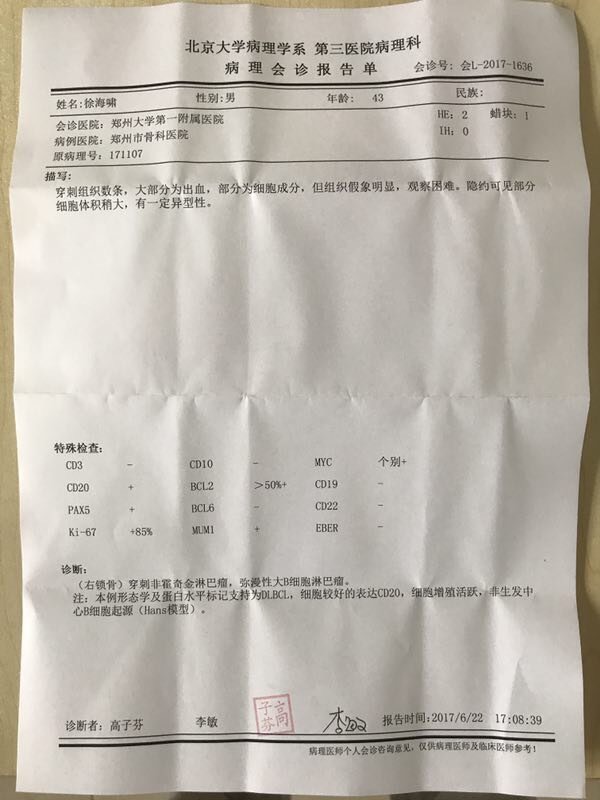 北京大学病理学系 第三医院病理科
病理会诊报告单 会诊号: 会L-2017-1636
姓名:徐海啸 性别:男 年龄: 43 民族:
会诊医院: 郑州大学第一附属医院 HE: 2 蜡块: 1
病例医院: 郑州市骨科医院 IH: 0
原病理号: 171107
描写:
穿刺组织数条, 大部分为出血, 部分为细胞成分, 但组织假象明显, 观察困难。隐约可见部分
细胞体积稍大, 有一定异型性。
特殊检查:
CD3 - CD10 - MYC 个别+
CD20 + BCL2 >50%+ CD19 -
PAX5 + BCL6 - CD22 -
Ki-67 +85% MUM1 + EBER -
诊断:
(右锁骨) 穿刺非霍奇金淋巴瘤, 弥漫性大B细胞淋巴瘤。
注: 本例形态学及蛋白水平标记支持为DLBCL, 细胞较好的表达CD20, 细胞增殖活跃, 非生发中
心B细胞起源 (Hans模型) 。
高子芬
诊断者: 高子芬 李敏 李敏 报告时间:2017/6/22 17:08:39
病理医师个人会诊咨询意见, 仅供病理医师及临床医师参考!